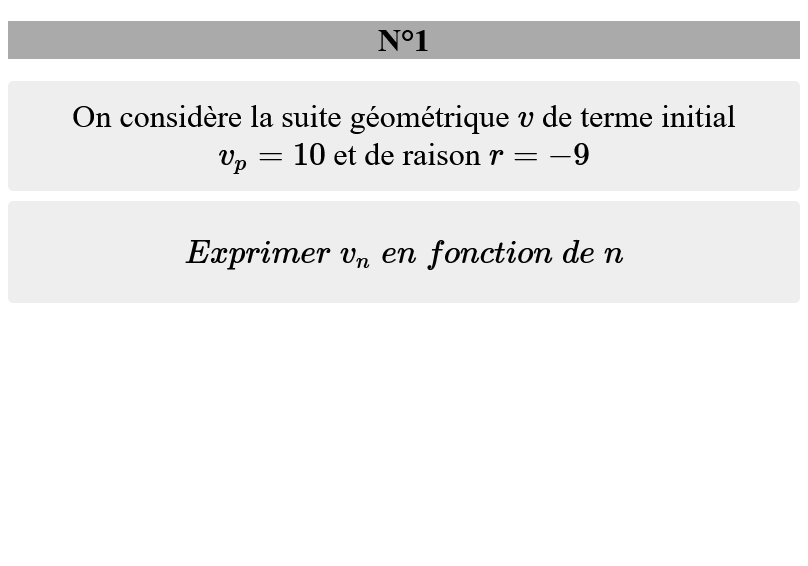 N°1
On considère la suite géométrique v de terme initial
v_p = 10 et de raison r = −9
Exprimer v_n en fonction de n